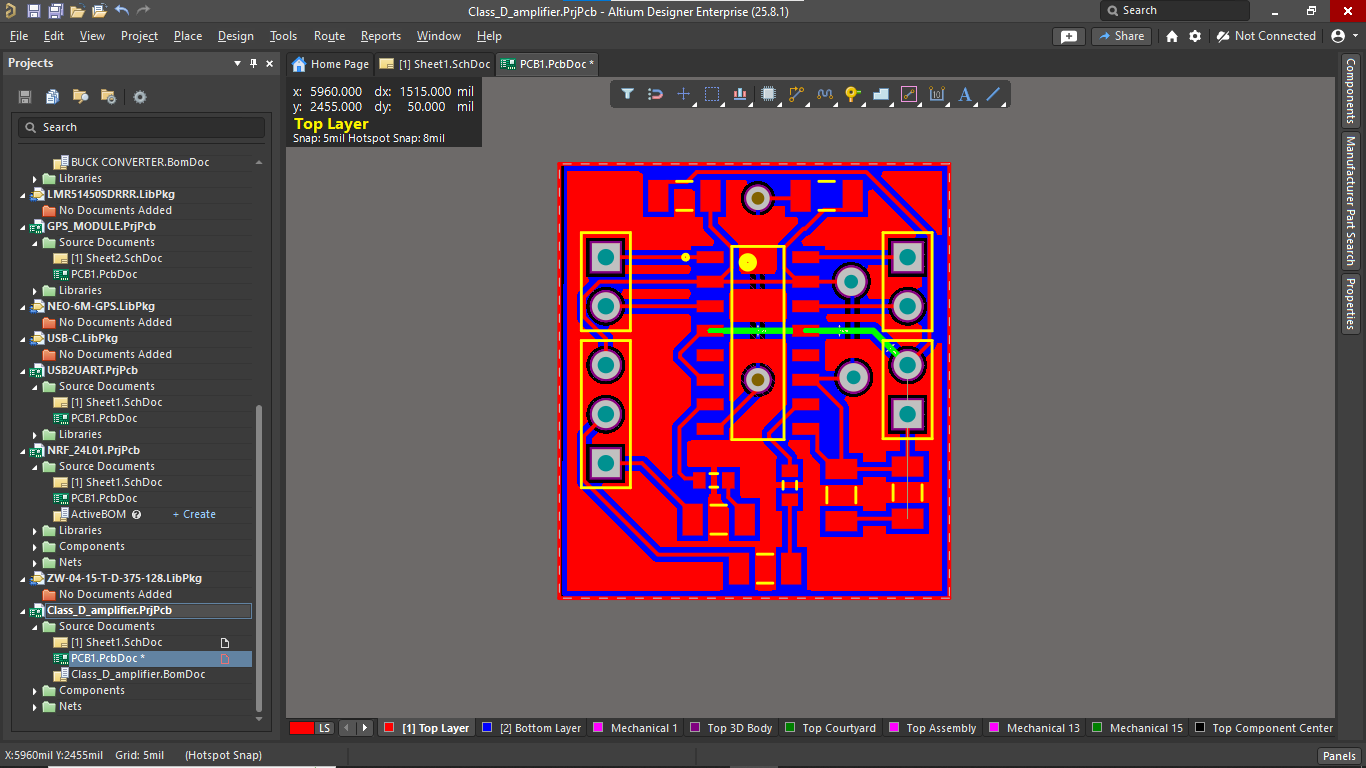 Class_D_amplifier.PrjPcb - Altium Designer Enterprise (25.8.1)
Search
File Edit View Project Place Design Tools Route Reports Window Help
Share
Not Connected
Projects
Home Page
[1] Sheet1.SchDoc
PCB1.PcbDoc *
Search
x: 5960.000 dx: 1515.000 mil
y: 2455.000 dy: 50.000 mil
Top Layer
Snap: 5mil Hotspot Snap: 8mil
BUCK CONVERTER.BomDoc
Libraries
LMR51450SDRRR.LibPkg
No Documents Added
GPS_MODULE.PrjPcb
Source Documents
[1] Sheet2.SchDoc
PCB1.PcbDoc
Libraries
NEO-6M-GPS.LibPkg
No Documents Added
USB-C.LibPkg
No Documents Added
USB2UART.PrjPcb
Source Documents
[1] Sheet1.SchDoc
PCB1.PcbDoc
Libraries
NRF_24L01.PrjPcb
Source Documents
[1] Sheet1.SchDoc
PCB1.PcbDoc
ActiveBOM + Create
Libraries
Components
Nets
ZW-04-15-T-D-375-128.LibPkg
No Documents Added
Class_D_amplifier.PrjPcb
Source Documents
[1] Sheet1.SchDoc
PCB1.PcbDoc *
Class_D_amplifier.BomDoc
Components
Nets
Components
Manufacturer Part Search
Properties
LS
[1] Top Layer
[2] Bottom Layer
Mechanical 1
Top 3D Body
Top Courtyard
Top Assembly
Mechanical 13
Mechanical 15
Top Component Center
X:5960mil Y:2455mil Grid: 5mil (Hotspot Snap)
Panels